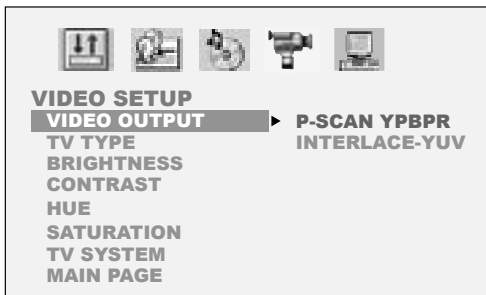 VIDEO SETUP
VIDEO OUTPUT P-SCAN YPBPR
TV TYPE INTERLACE-YUV
BRIGHTNESS
CONTRAST
HUE
SATURATION
TV SYSTEM
MAIN PAGE